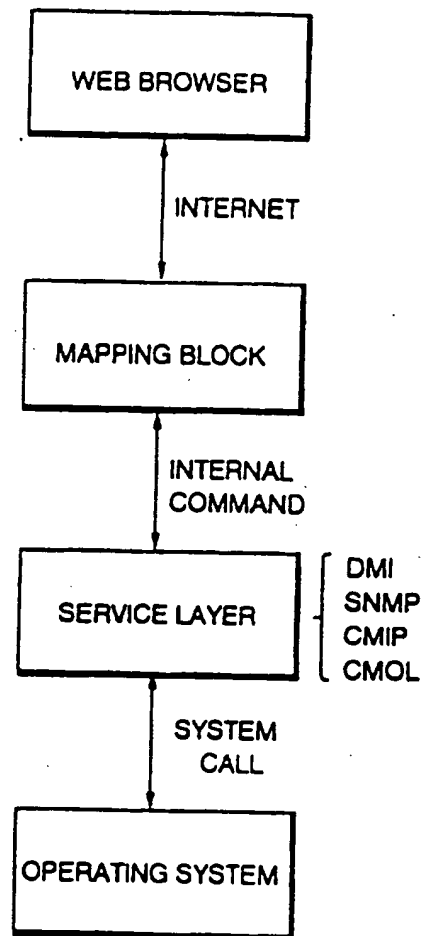 WEB BROWSER
INTERNET
MAPPING BLOCK
INTERNAL
COMMAND
SERVICE LAYER
DMI
SNMP
CMIP
CMOL
SYSTEM
CALL
OPERATING SYSTEM